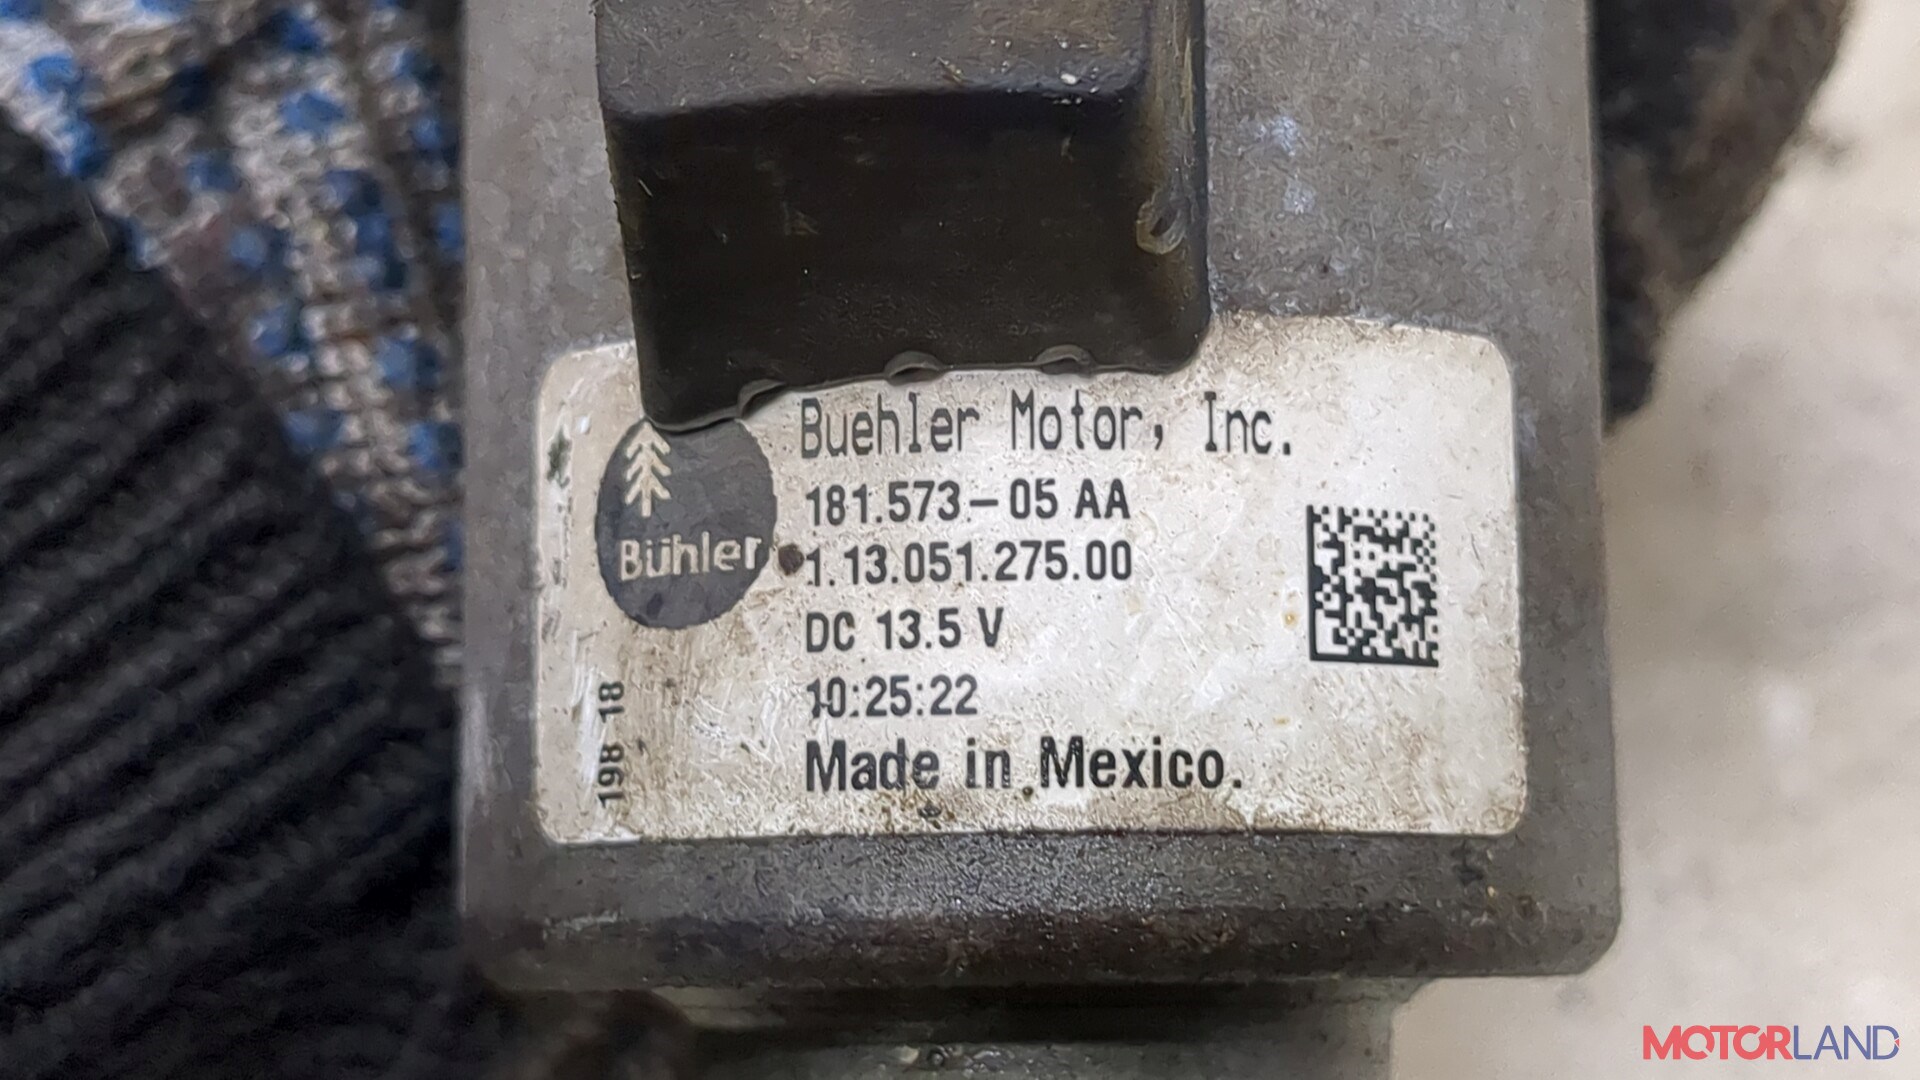 Buehler Motor, Inc.
181.573-05 AA
Bühler
1.13.051.275.00
DC 13.5 V
10:25:22
Made in Mexico.
198 18
MOTORLAND